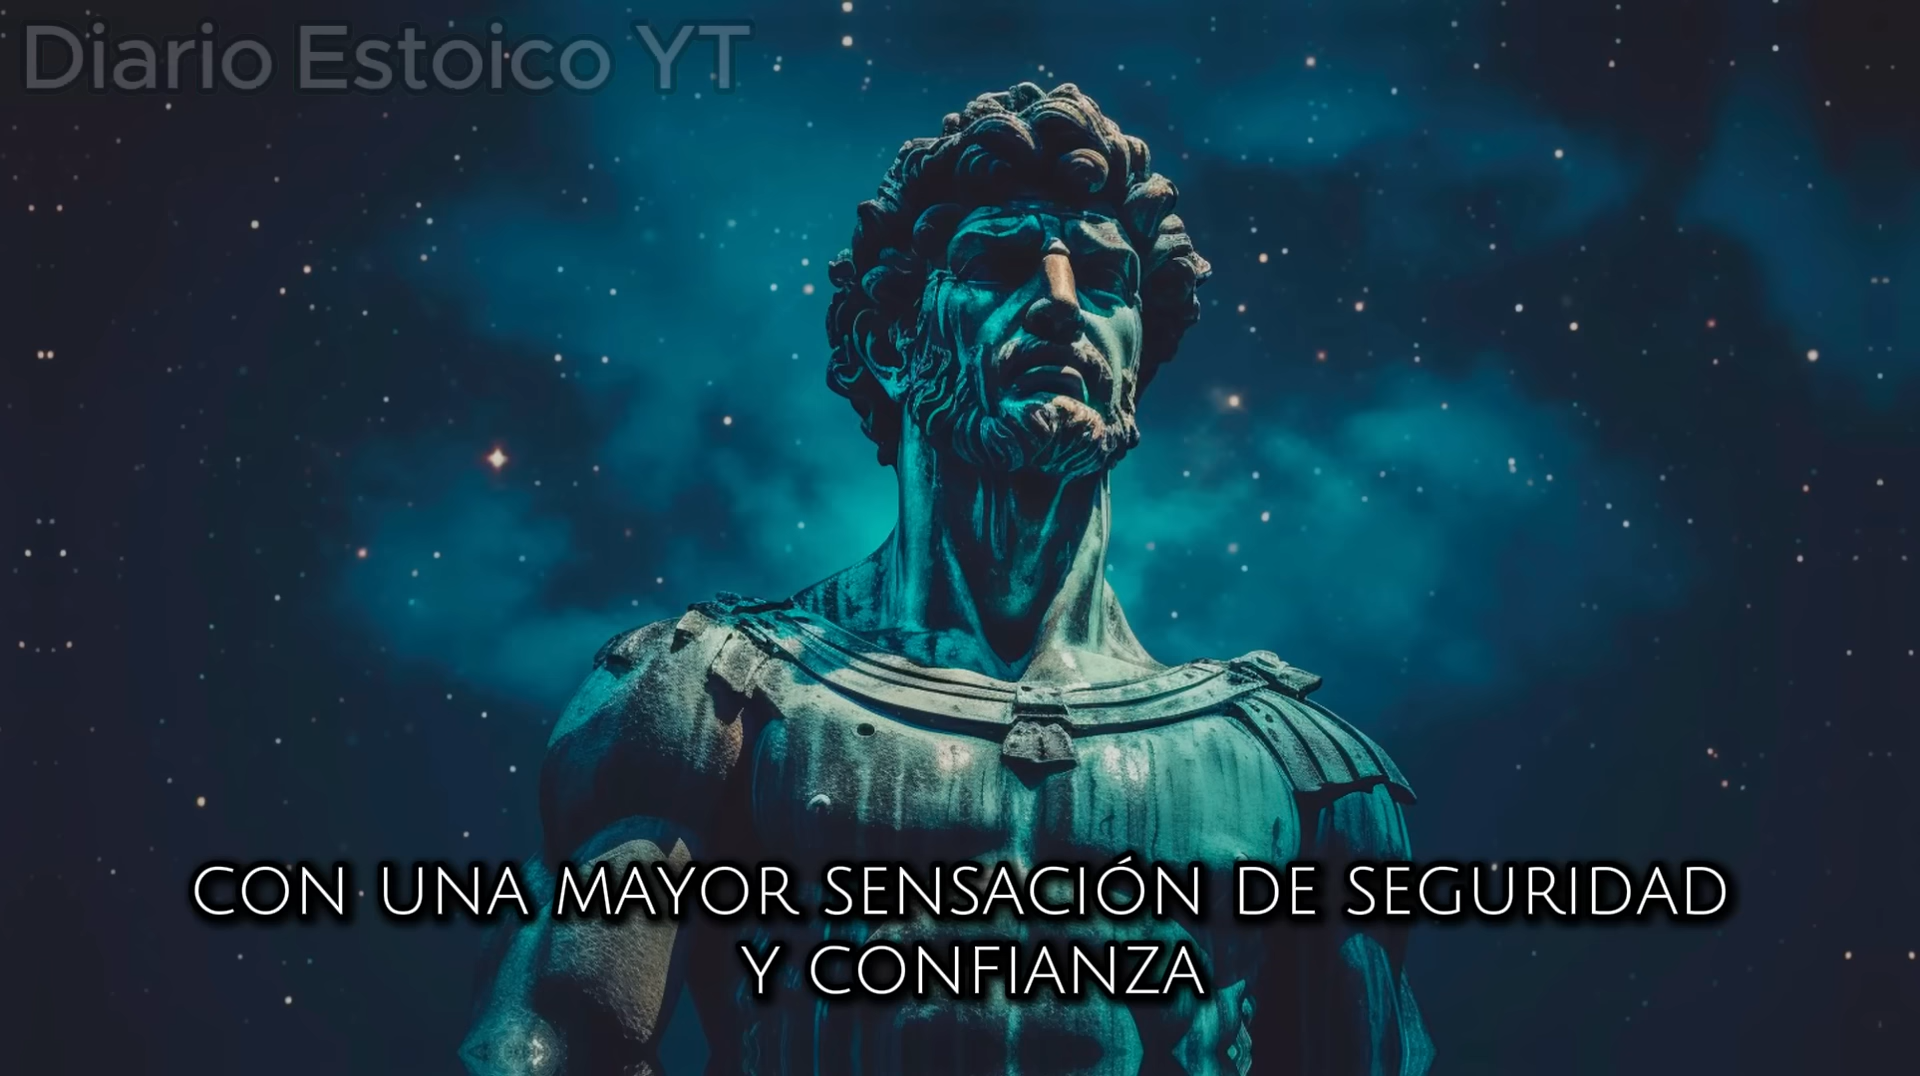 Diario Estoico YT
CON UNA MAYOR SENSACIÓN DE SEGURIDAD
Y CONFIANZA